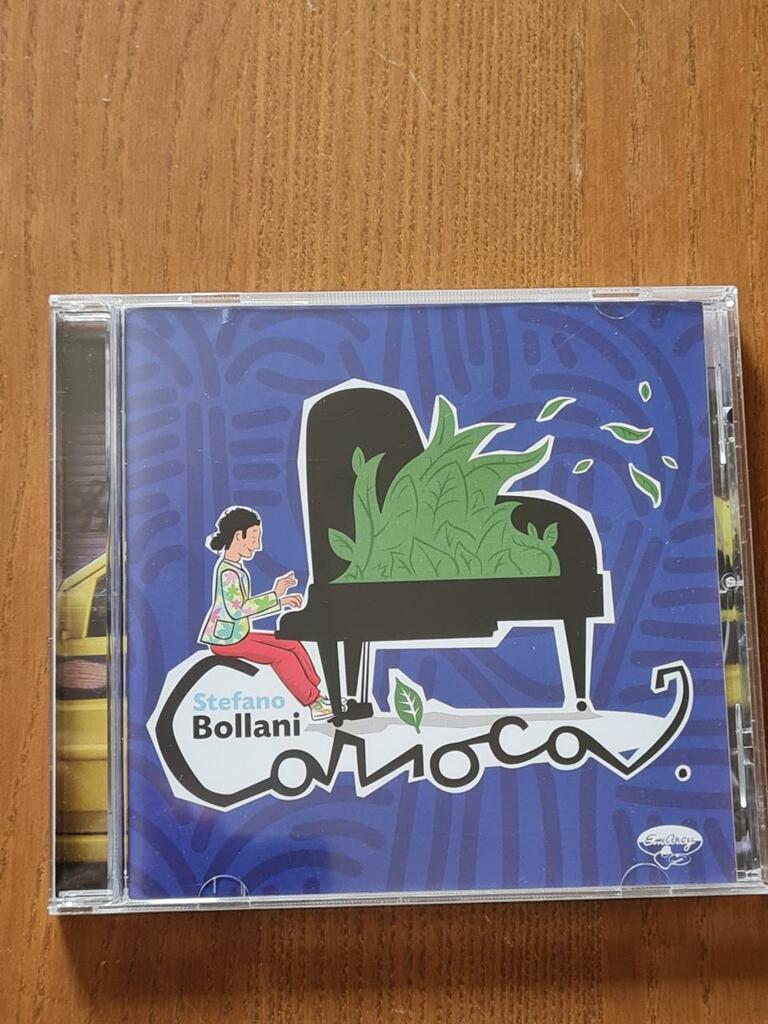 Stefano
Bollani
Carioca
EmArcy